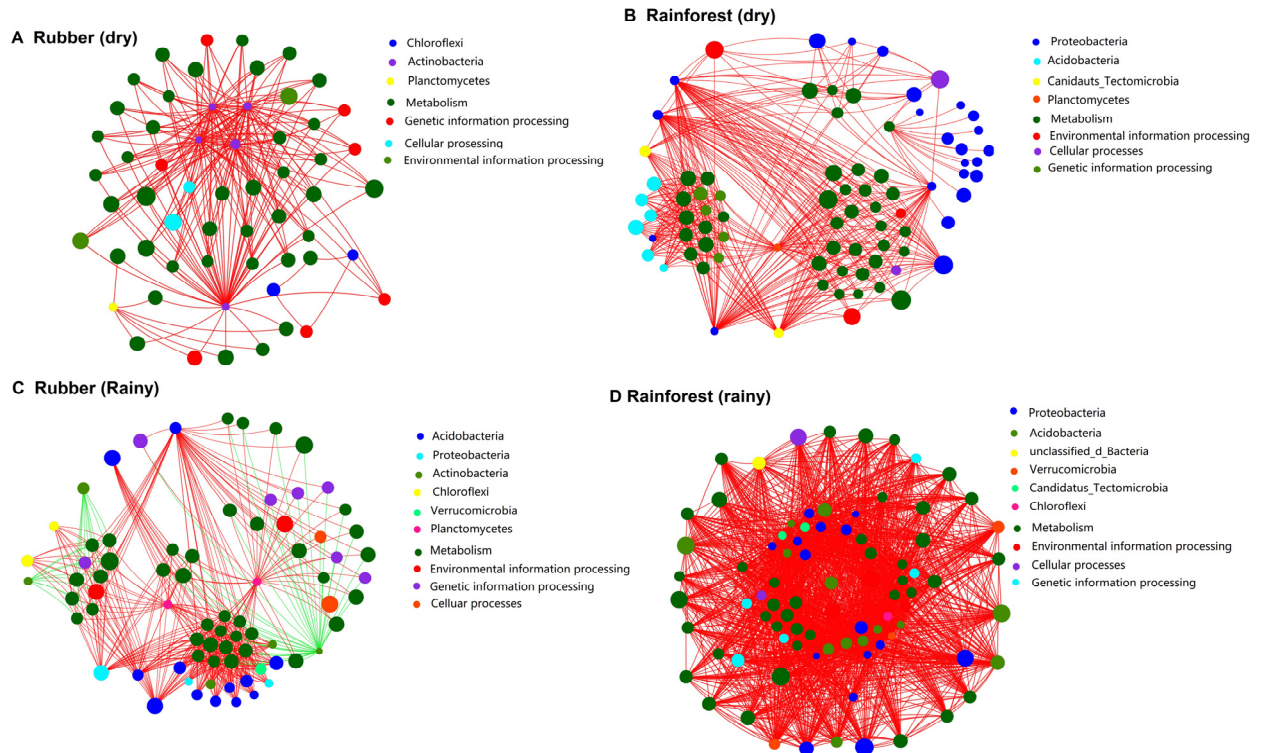 A Rubber (dry)
Chloroflexi
Actinobacteria
Planctomycetes
Metabolism
Genetic information processing
Cellular prosessing
Environmental information processing
B Rainforest (dry)
Proteobacteria
Acidobacteria
Canidauts_Tectomicrobia
Planctomycetes
Metabolism
Environmental information processing
Cellular processes
Genetic information processing
C Rubber (Rainy)
Acidobacteria
Proteobacteria
Actinobacteria
Chloroflexi
Verrucomicrobia
Planctomycetes
Metabolism
Environmental information processing
Genetic information processing
Celluar processes
D Rainforest (rainy)
Proteobacteria
Acidobacteria
unclassified_d_Bacteria
Verrucomicrobia
Candidatus_Tectomicrobia
Chloroflexi
Metabolism
Environmental information processing
Cellular processes
Genetic information processing